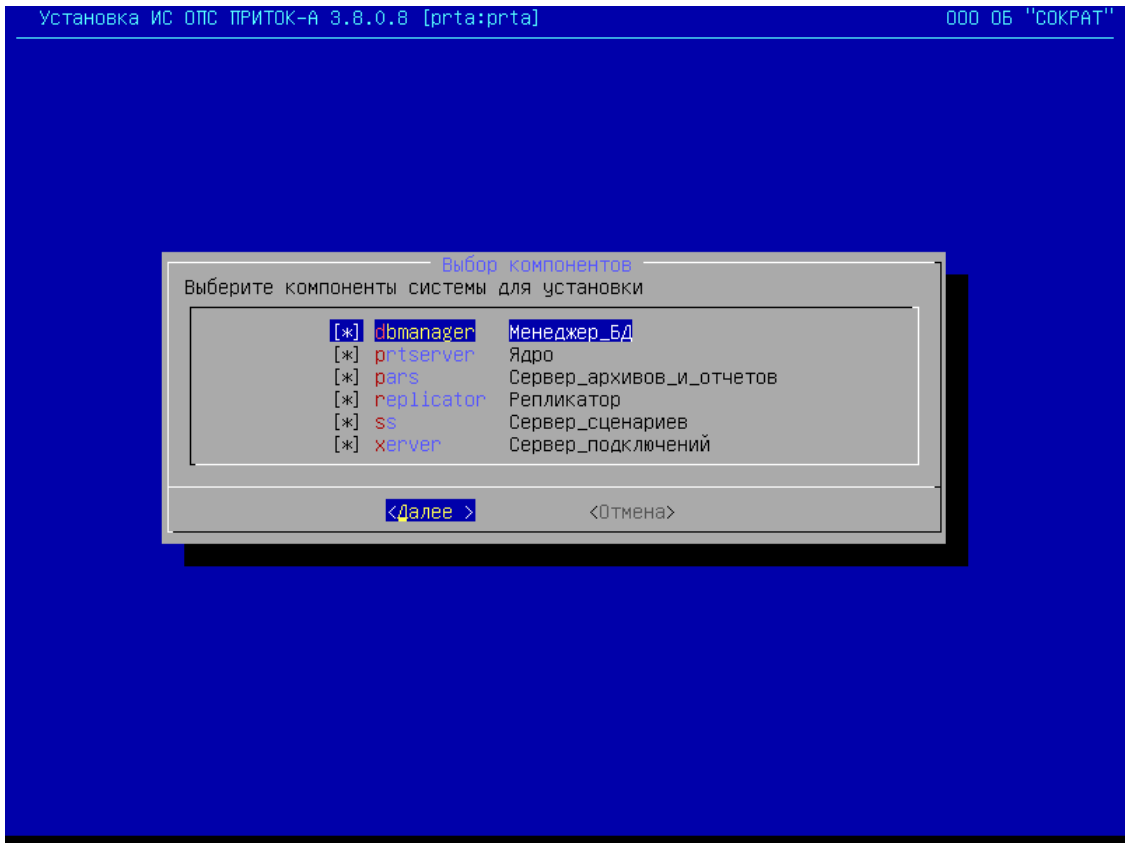 Установка ИС ОПС ПРИТОК-А 3.8.0.8 [prta:prta] ООО ОБ "СОКРАТ"
Выбор компонентов
Выберите компоненты системы для установки
[*] dbmanager Менеджер_БД
[*] prtserver Ядро
[*] pars Сервер_архивов_и_отчетов
[*] replicator Репликатор
[*] ss Сервер_сценариев
[*] xerver Сервер_подключений
<Далее > <Отмена>